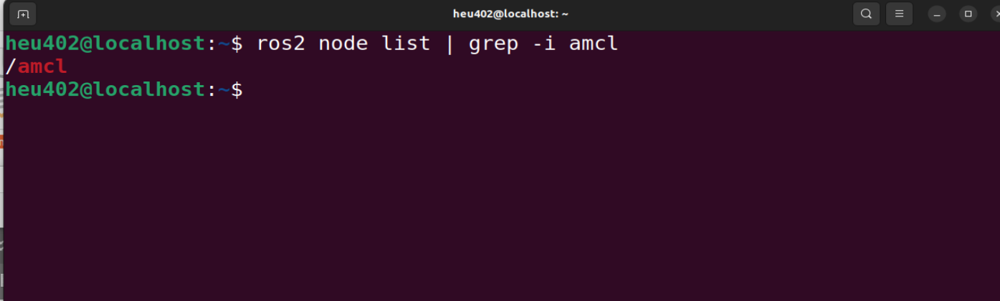 heu402@localhost: ~
heu402@localhost:~$ ros2 node list | grep -i amcl
/amcl
heu402@localhost:~$